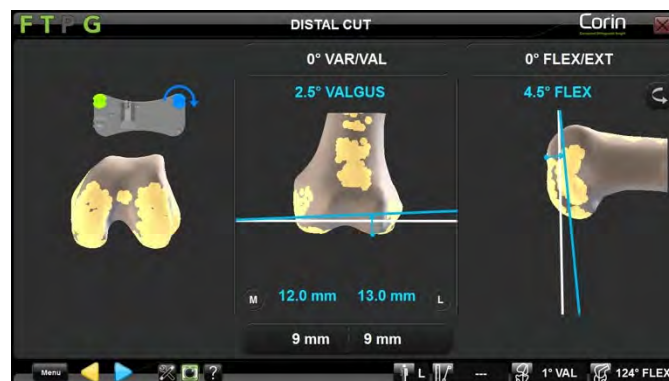 F T P G
DISTAL CUT
Corin
0° VAR/VAL
0° FLEX/EXT
2.5° VALGUS
4.5° FLEX
M
12.0 mm
13.0 mm
L
9 mm
9 mm
Menu
?
L
---
1° VAL
124° FLEX